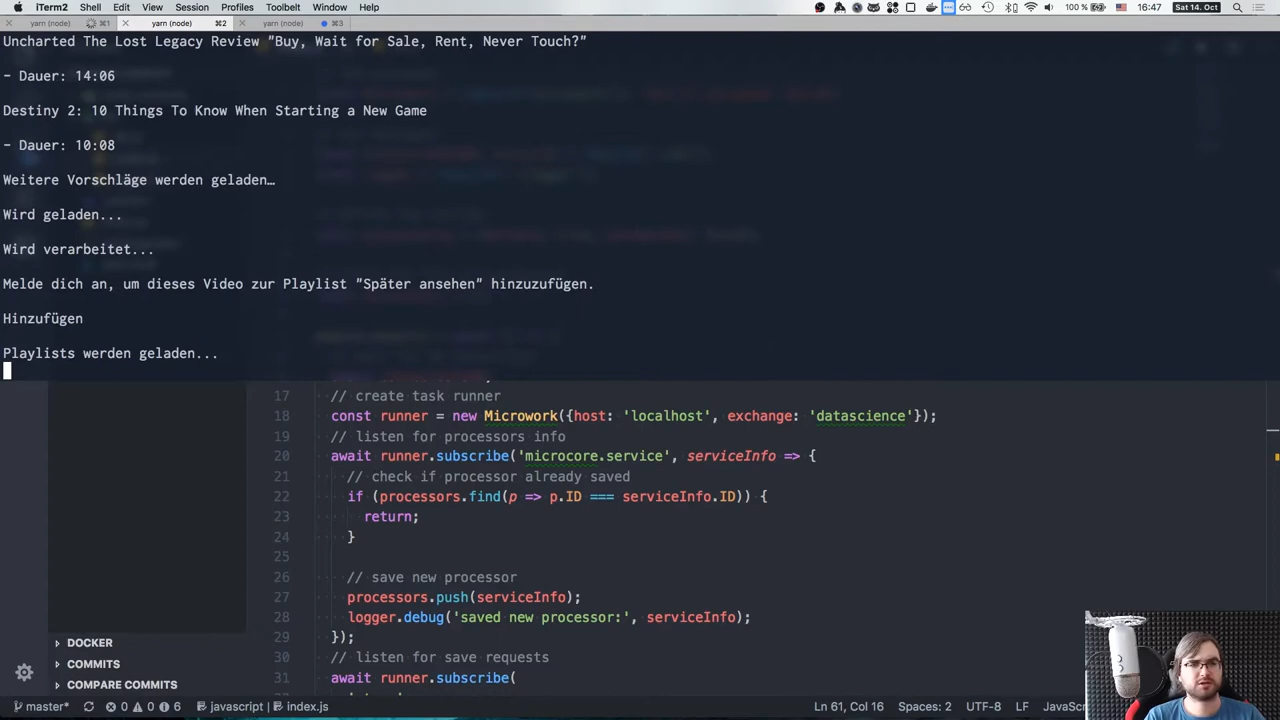 iTerm2 Shell Edit View Session Profiles Toolbelt Window Help 100 % 16:47 Sat 14. Oct
yarn (node) ⌘1 yarn (node) ⌘2 yarn (node) ⌘3
Uncharted The Lost Legacy Review "Buy, Wait for Sale, Rent, Never Touch?"
- Dauer: 14:06
Destiny 2: 10 Things To Know When Starting a New Game
- Dauer: 10:08
Weitere Vorschläge werden geladen…
Wird geladen...
Wird verarbeitet...
Melde dich an, um dieses Video zur Playlist "Später ansehen" hinzuzufügen.
Hinzufügen
Playlists werden geladen...
17 // create task runner
18 const runner = new Microwork({host: 'localhost', exchange: 'datascience'});
19 // listen for processors info
20 await runner.subscribe('microcore.service', serviceInfo => {
21 // check if processor already saved
22 if (processors.find(p => p.ID === serviceInfo.ID)) {
23 return;
24 }
25
26 // save new processor
27 processors.push(serviceInfo);
28 logger.debug('saved new processor:', serviceInfo);
29 });
30 // listen for save requests
31 await runner.subscribe(
DOCKER
COMMITS
COMPARE COMMITS
master* 0 0 6 javascript index.js Ln 61, Col 16 Spaces: 2 UTF-8 LF JavaSc